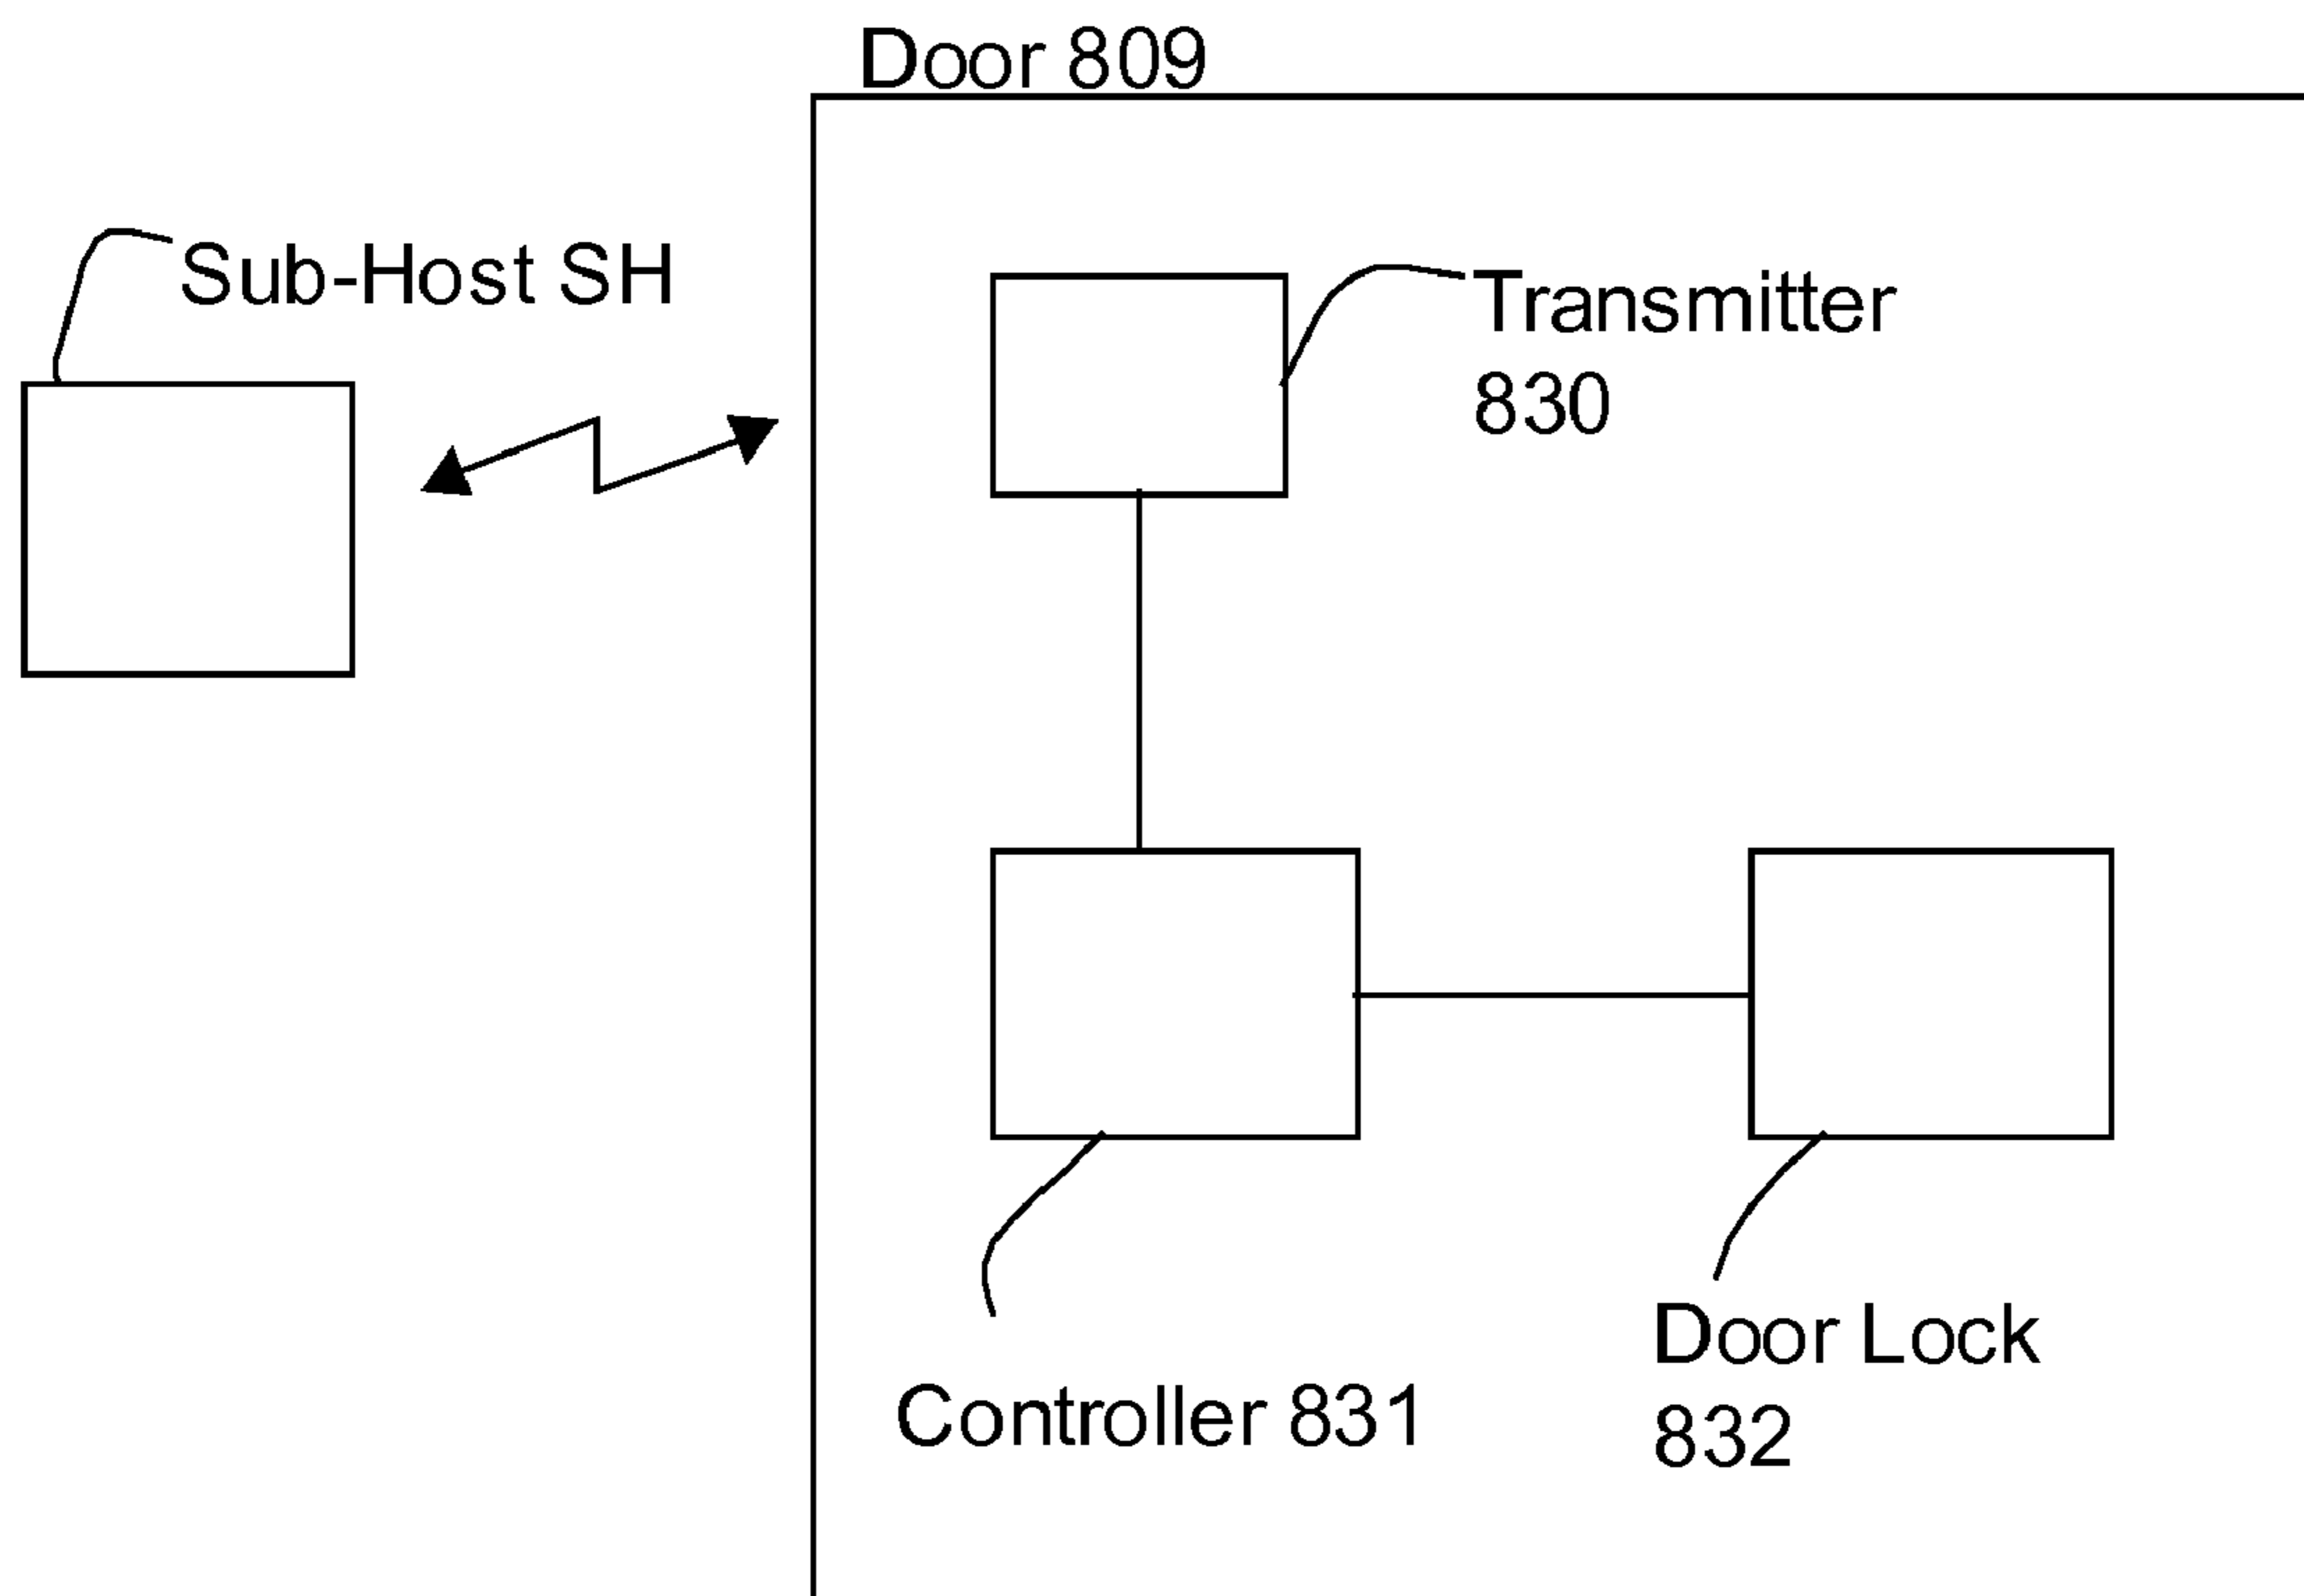 Door 809
Sub-Host SH
Transmitter
830
Controller 831
Door Lock
832